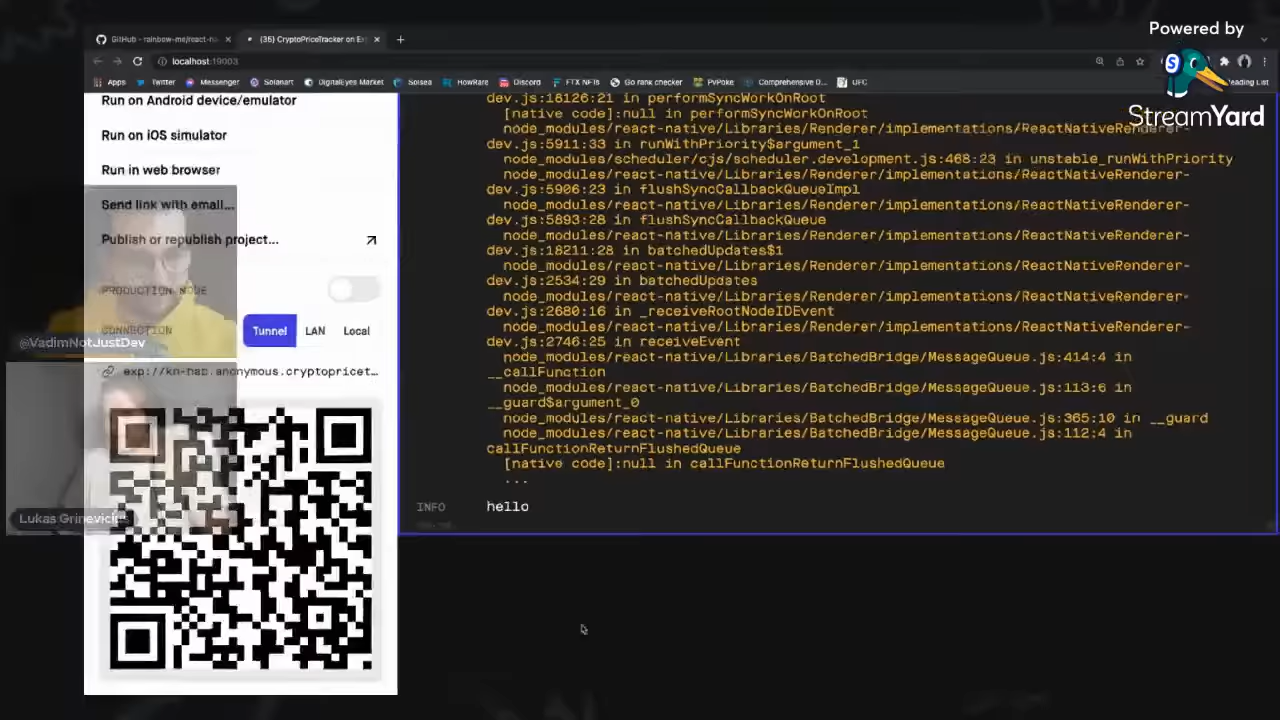 Powered by
StreamYard
GitHub - rainbow-me/react-na
(35) CryptoPriceTracker on Ex
localhost:19003
Apps
Twitter
Messenger
Solanart
DigitalEyes Market
Solsea
HowRare
Discord
FTX NFTs
Go rank checker
PvPoke
Comprehensive D...
UFC
Reading List
Run on Android device/emulator
Run on iOS simulator
Run in web browser
Send link with email...
Publish or republish project...
PRODUCTION MODE
CONNECTION
Tunnel
LAN
Local
@VadimNotJustDev
exp://kn-hab.anonymous.cryptopricet...
Lukas Grinevicius
dev.js:18126:21 in performSyncWorkOnRoot
[native code]:null in performSyncWorkOnRoot
node_modules/react-native/Libraries/Renderer/implementations/ReactNativeRenderer-
dev.js:5911:33 in runWithPriority$argument_1
node_modules/scheduler/cjs/scheduler.development.js:468:23 in unstable_runWithPriority
node_modules/react-native/Libraries/Renderer/implementations/ReactNativeRenderer-
dev.js:5906:23 in flushSyncCallbackQueueImpl
node_modules/react-native/Libraries/Renderer/implementations/ReactNativeRenderer-
dev.js:5893:28 in flushSyncCallbackQueue
node_modules/react-native/Libraries/Renderer/implementations/ReactNativeRenderer-
dev.js:18211:28 in batchedUpdates$1
node_modules/react-native/Libraries/Renderer/implementations/ReactNativeRenderer-
dev.js:2534:29 in batchedUpdates
node_modules/react-native/Libraries/Renderer/implementations/ReactNativeRenderer-
dev.js:2680:16 in _receiveRootNodeIDEvent
node_modules/react-native/Libraries/Renderer/implementations/ReactNativeRenderer-
dev.js:2746:25 in receiveEvent
node_modules/react-native/Libraries/BatchedBridge/MessageQueue.js:414:4 in
__callFunction
node_modules/react-native/Libraries/BatchedBridge/MessageQueue.js:113:6 in
__guard$argument_0
node_modules/react-native/Libraries/BatchedBridge/MessageQueue.js:365:10 in __guard
node_modules/react-native/Libraries/BatchedBridge/MessageQueue.js:112:4 in
callFunctionReturnFlushedQueue
[native code]:null in callFunctionReturnFlushedQueue
...
INFO hello